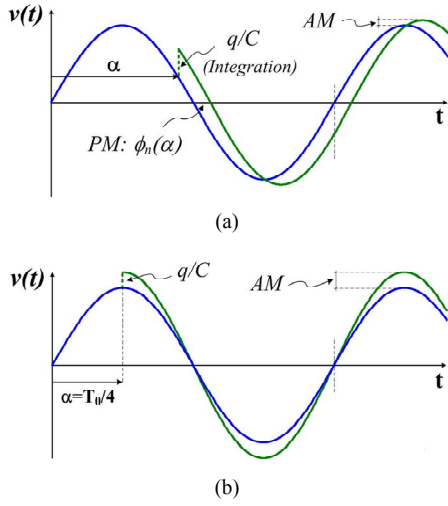 v(t)
AM
q/C
(Integration)
α
t
PM: ϕn(α)
(a)
v(t)
q/C
AM
t
α=T0/4
(b)